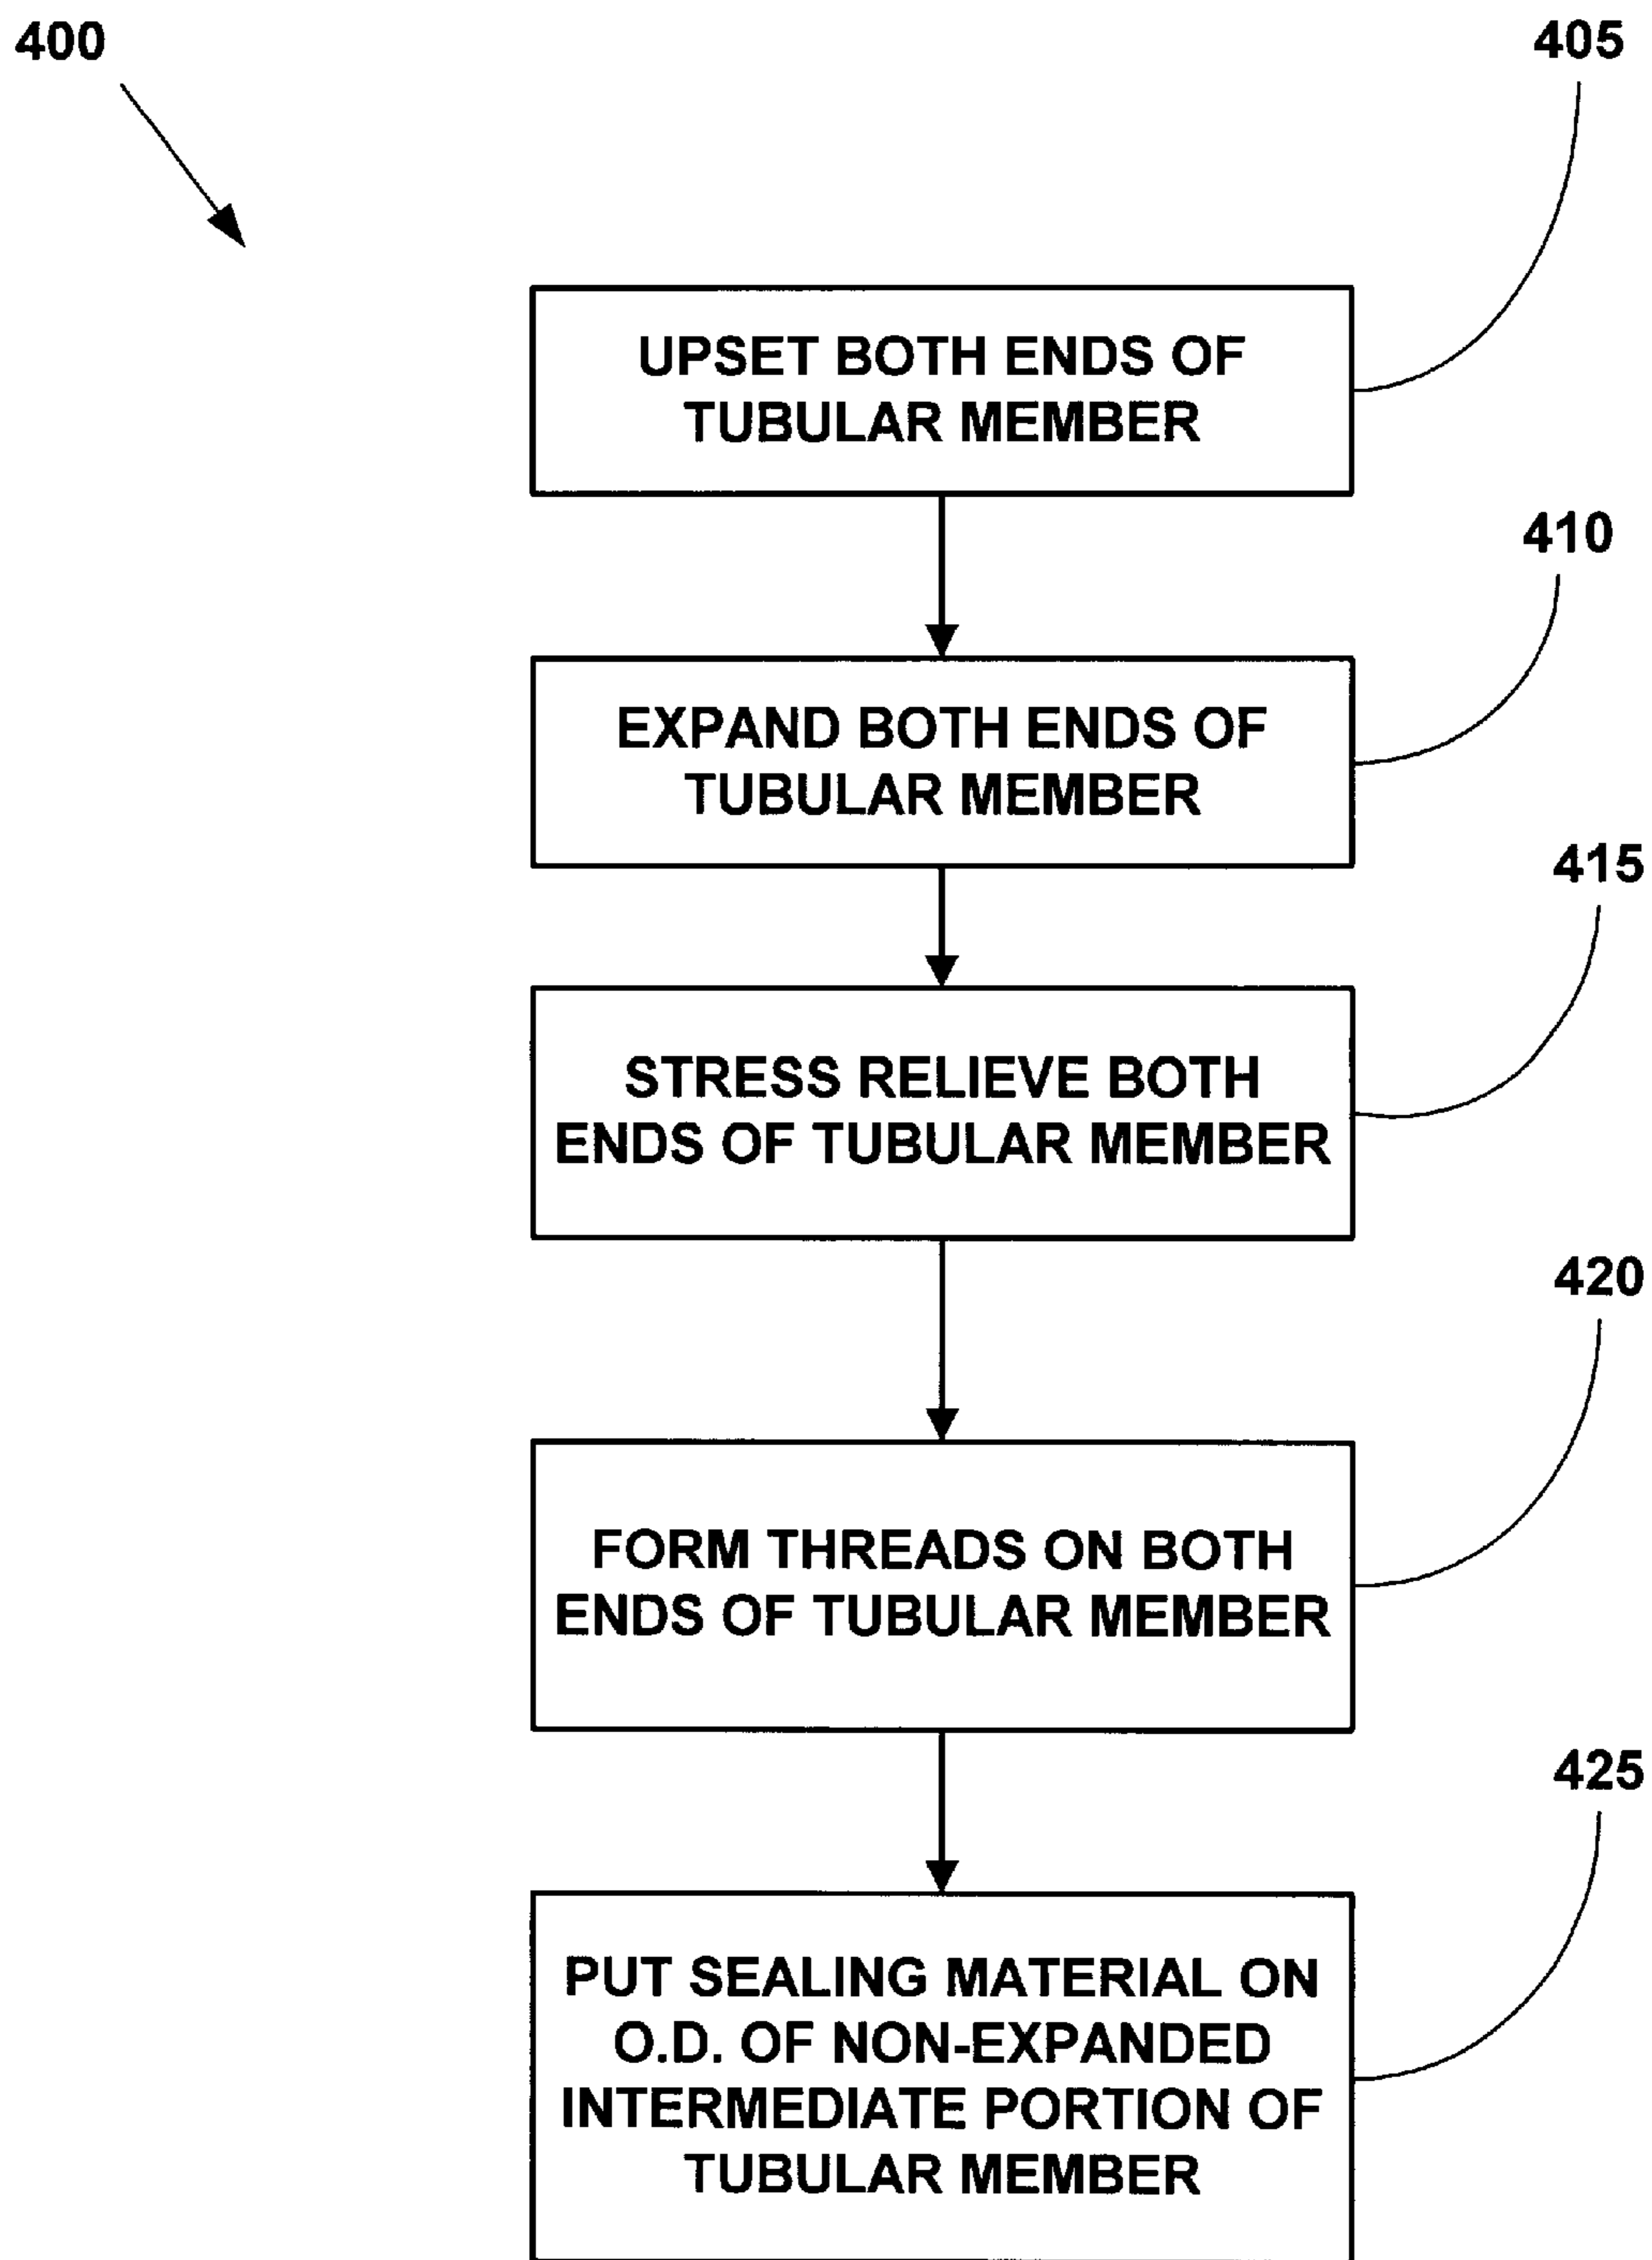 400
405
UPSET BOTH ENDS OF
TUBULAR MEMBER
410
EXPAND BOTH ENDS OF
TUBULAR MEMBER
415
STRESS RELIEVE BOTH
ENDS OF TUBULAR MEMBER
420
FORM THREADS ON BOTH
ENDS OF TUBULAR MEMBER
425
PUT SEALING MATERIAL ON
O.D. OF NON-EXPANDED
INTERMEDIATE PORTION OF
TUBULAR MEMBER